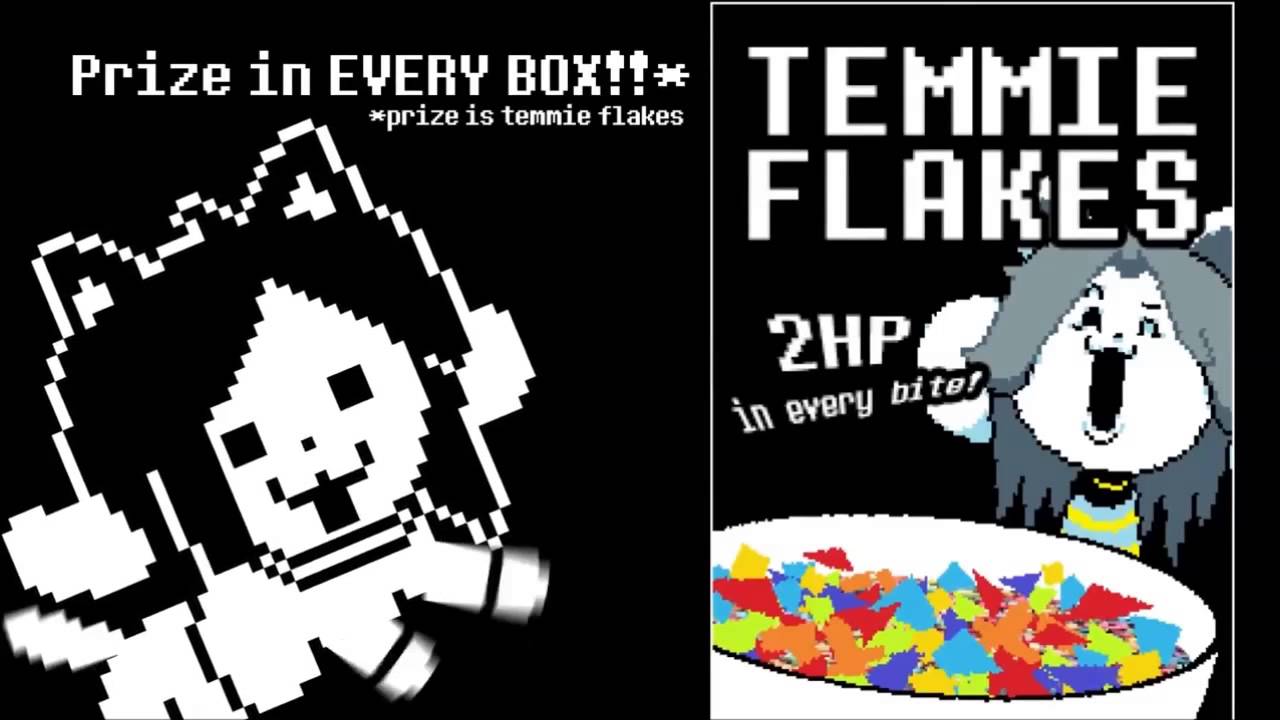 Prize in EVERY BOX!!*
*prize is temmie flakes
TEMMIE
FLAKES
2HP
in every bite!